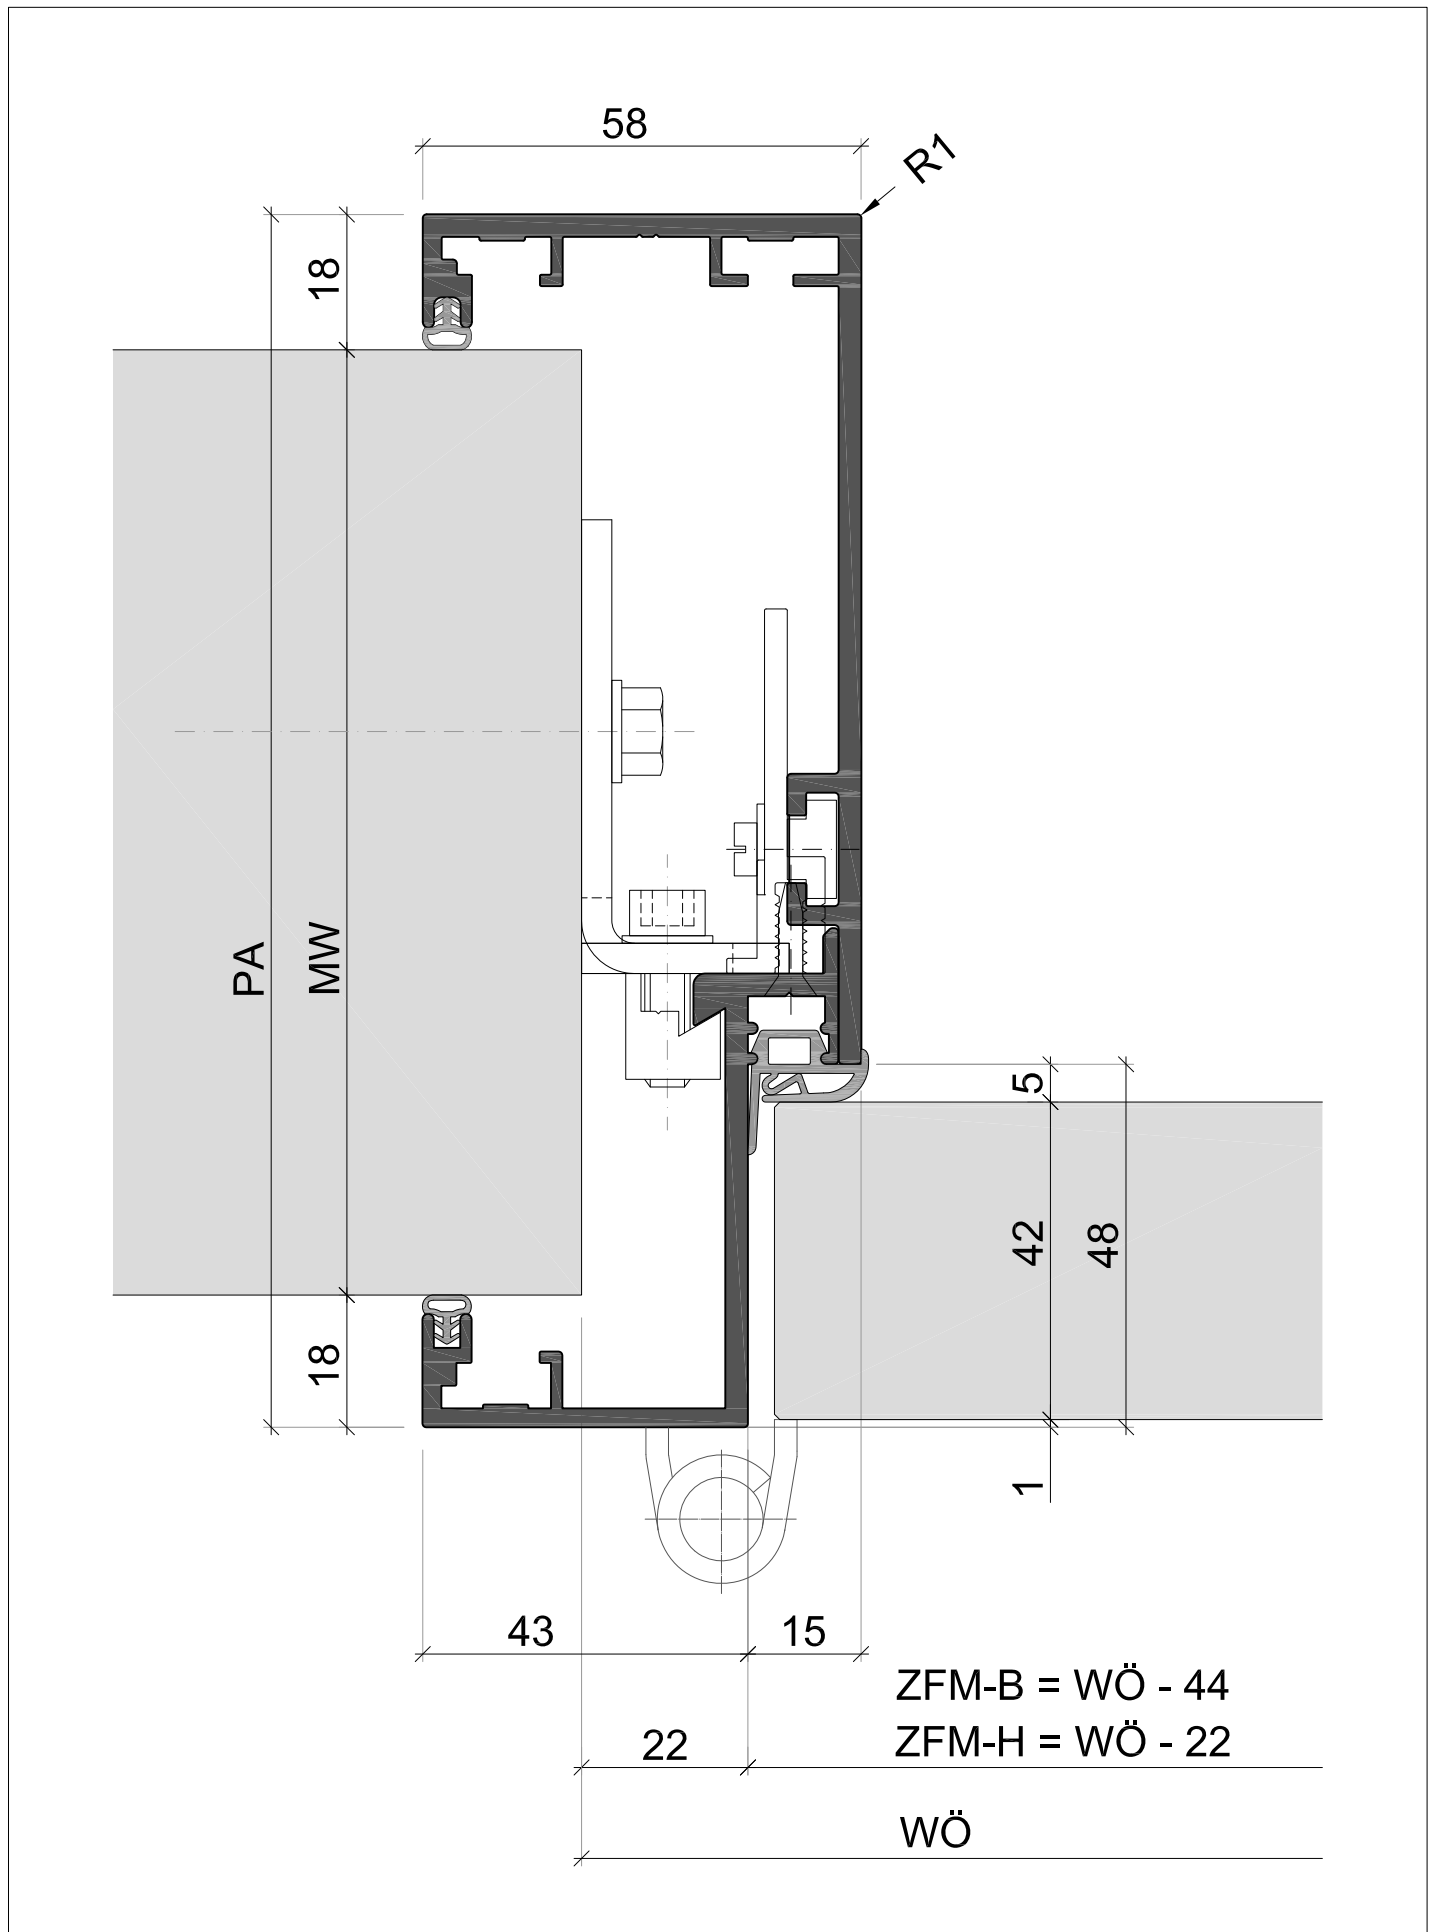 58
R1
18
PA
MW
5
42
48
18
1
43
15
ZFM-B = WÖ - 44
22
ZFM-H = WÖ - 22
WÖ